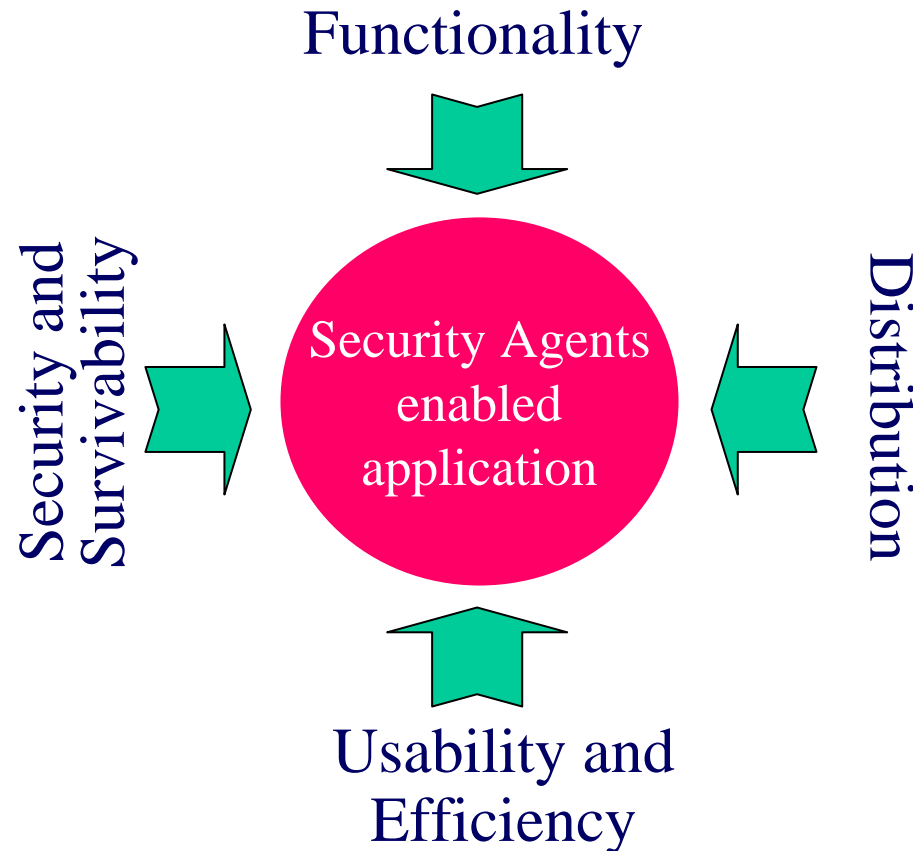 Functionality
Security and
Survivability
Security Agents
enabled
application
Distribution
Usability and
Efficiency